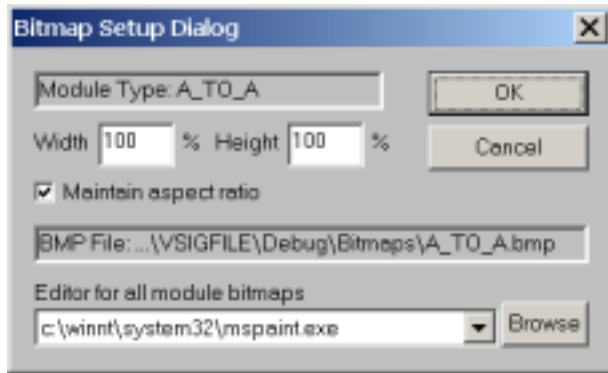 Bitmap Setup Dialog
Module Type: A_TO_A
OK
Width 100 % Height 100 %
Cancel
Maintain aspect ratio
BMP File: ...\VSIGFILE\Debug\Bitmaps\A_TO_A.bmp
Editor for all module bitmaps
c:\winnt\system32\mspaint.exe
Browse